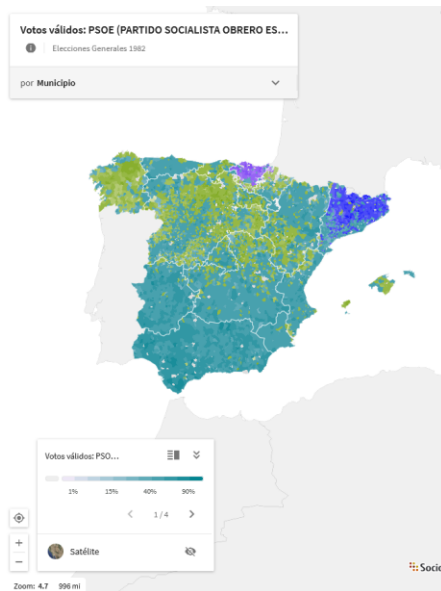 Votos válidos: PSOE (PARTIDO SOCIALISTA OBRERO ES...
Elecciones Generales 1982
por Municipio
Votos válidos: PSO...
1% 15% 40% 90%
1 / 4
Satélite
Zoom: 4.7 996 mi
Socio